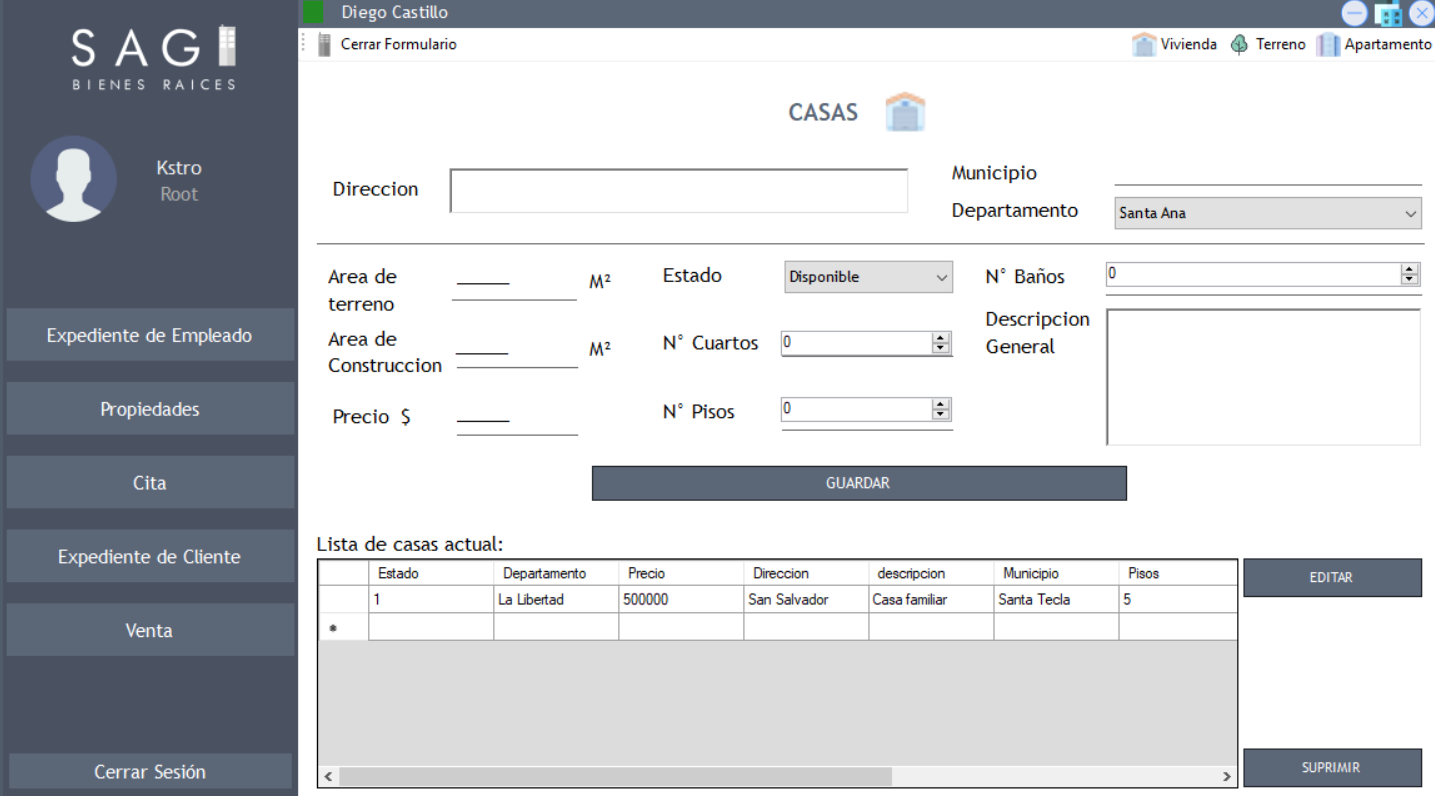 SAGI
BIENES RAICES
Kstro
Root
Expediente de Empleado
Propiedades
Cita
Expediente de Cliente
Venta
Cerrar Sesión
Diego Castillo
Cerrar Formulario
Vivienda Terreno Apartamento
CASAS
Direccion
Municipio
Departamento Santa Ana
Area de
terreno
M²
Estado Disponible
N° Baños 0
Area de
Construccion
M²
N° Cuartos 0
Descripcion
General
Precio $
N° Pisos 0
GUARDAR
Lista de casas actual:
Estado Departamento Precio Direccion descripcion Municipio Pisos
1 La Libertad 500000 San Salvador Casa familiar Santa Tecla 5
*
EDITAR
SUPRIMIR